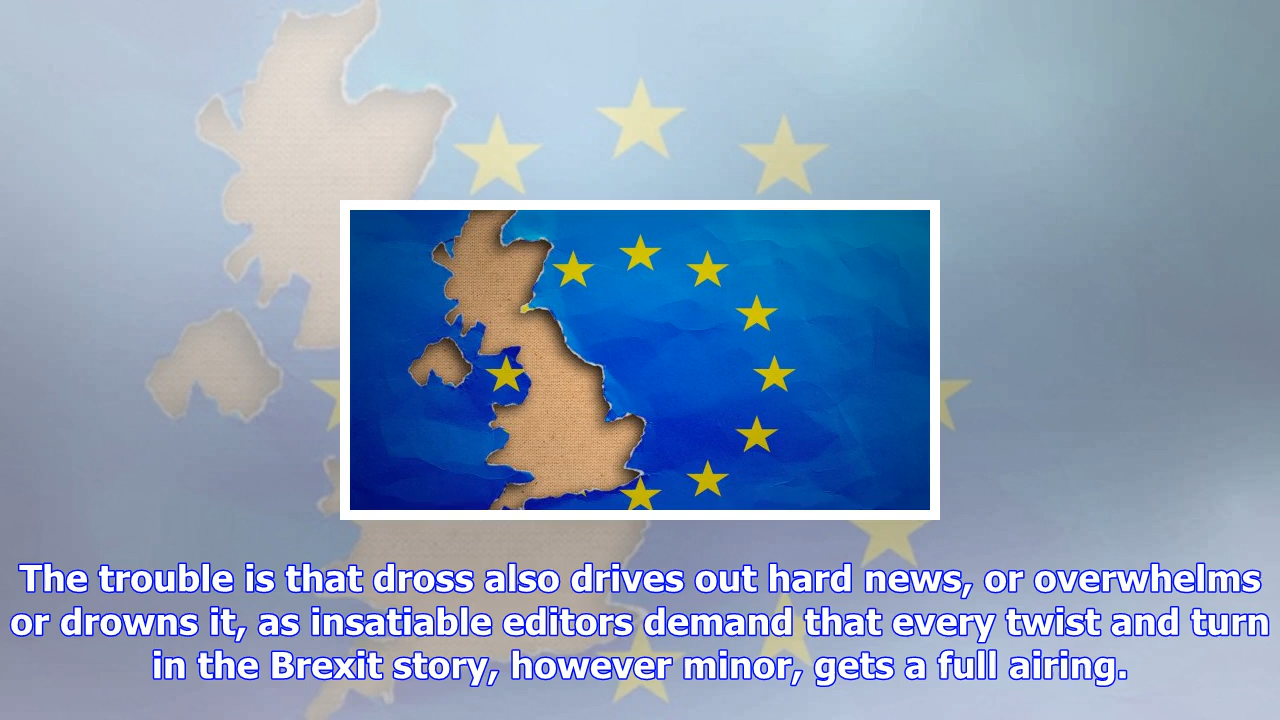 The trouble is that dross also drives out hard news, or overwhelms
or drowns it, as insatiable editors demand that every twist and turn
in the Brexit story, however minor, gets a full airing.